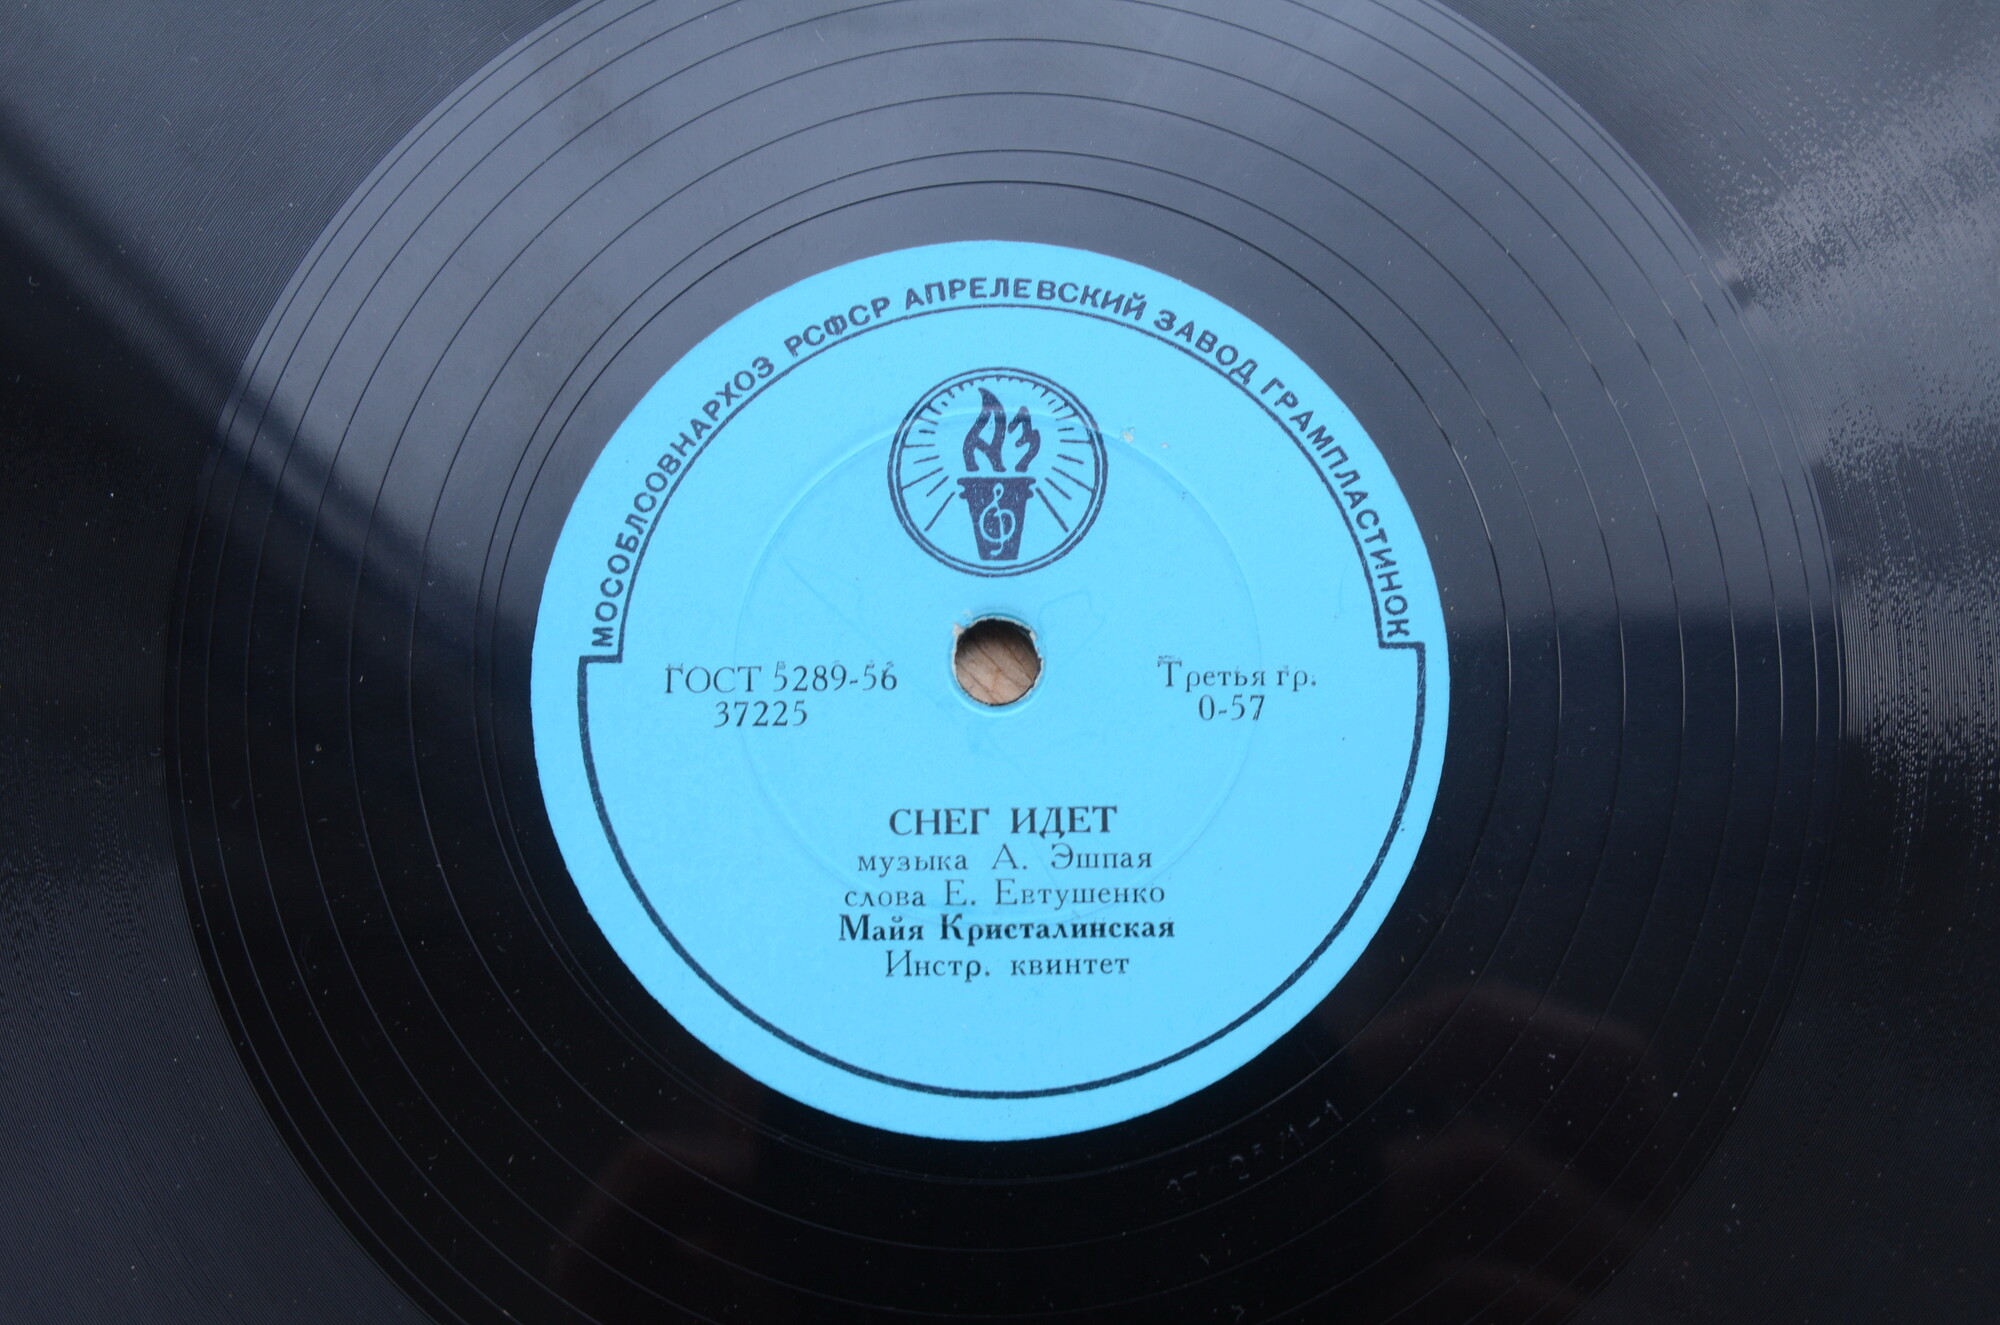 МОСОБЛСОВНАРХОЗ РСФСР АПРЕЛЕВСКИЙ ЗАВОД ГРАМПЛАСТИНОК
АЗ
ГОСТ 5289-56
37225
Третья гр.
0-57
СНЕГ ИДЕТ
музыка А. Эшпая
слова Е. Евтушенко
Майя Кристалинская
Инстр. квинтет